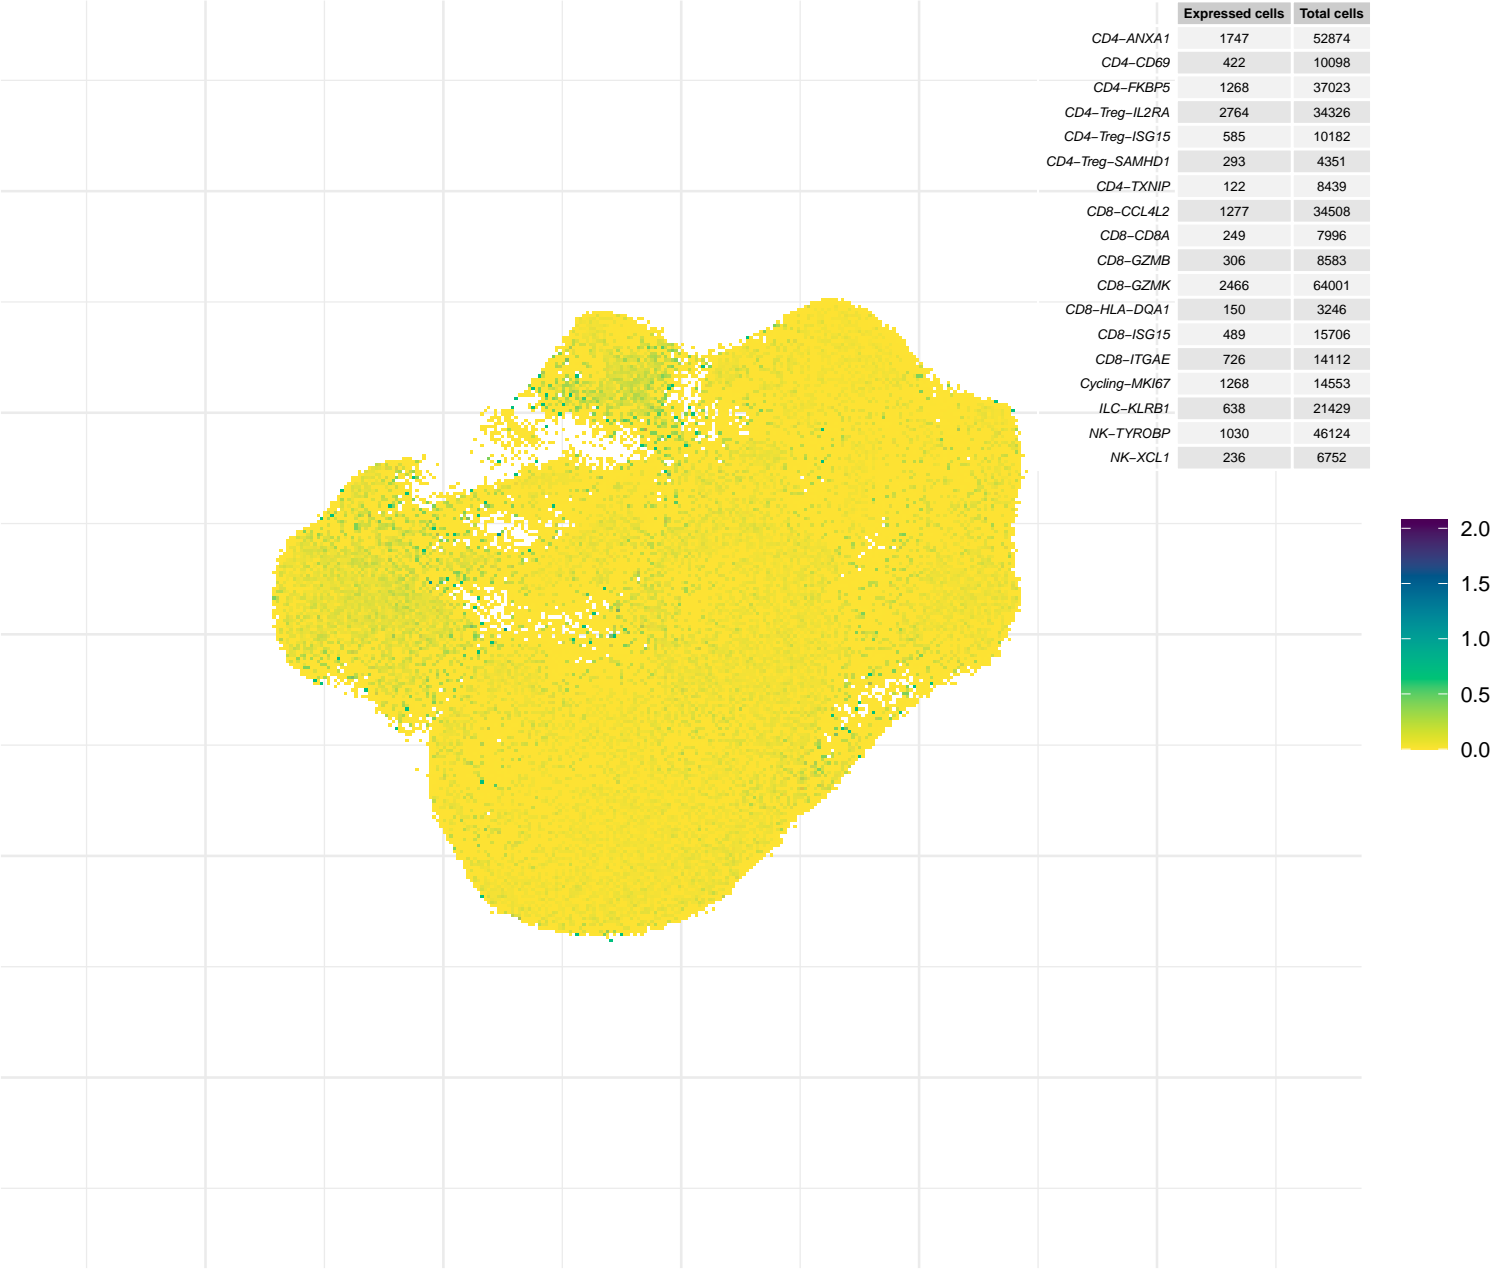 Expressed cells Total cells
CD4−ANXA1 1747 52874
CD4−CD69 422 10098
CD4−FKBP5 1268 37023
CD4−Treg−IL2RA 2764 34326
CD4−Treg−ISG15 585 10182
CD4−Treg−SAMHD1 293 4351
CD4−TXNIP 122 8439
CD8−CCL4L2 1277 34508
CD8−CD8A 249 7996
CD8−GZMB 306 8583
CD8−GZMK 2466 64001
CD8−HLA−DQA1 150 3246
CD8−ISG15 489 15706
CD8−ITGAE 726 14112
Cycling−MKI67 1268 14553
ILC−KLRB1 638 21429
NK−TYROBP 1030 46124
NK−XCL1 236 6752
2.0
1.5
1.0
0.5
0.0